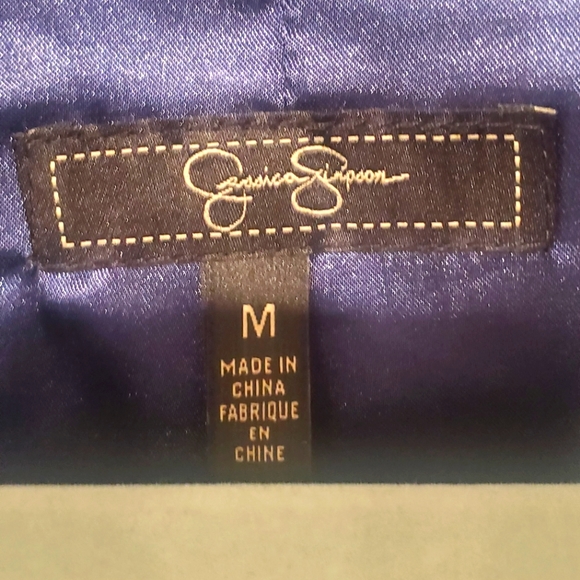 Jessica Simpson
M
MADE IN
CHINA
FABRIQUE
EN
CHINE